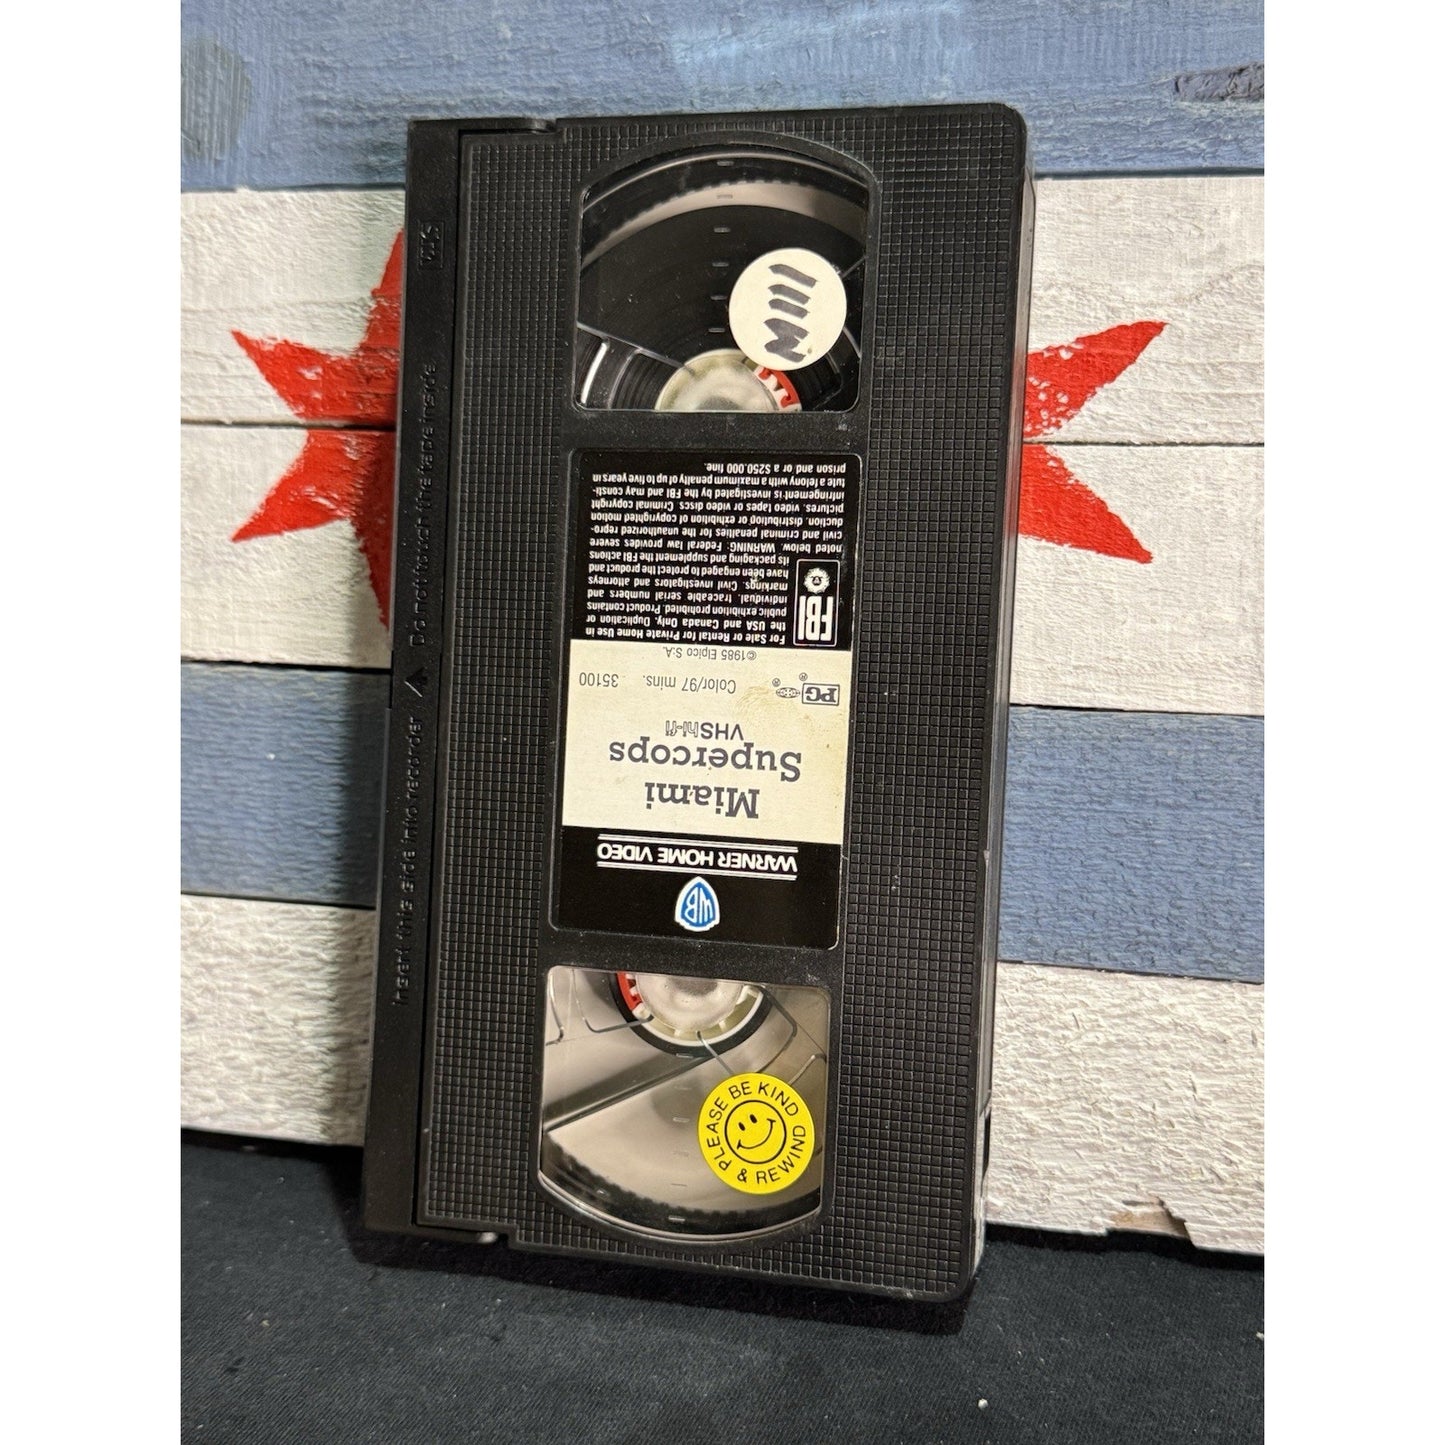 WB
WARNER HOME VIDEO
Miami
Supercops
VHS hi-fi
PG® ® Color/97 mins. 35100
©1985 Elpico S.A.
FBI
For Sale or Rental for Private Home Use in
the USA and Canada Only. Duplication or
public exhibition prohibited. Product contains
individual, traceable serial numbers and
markings. Civil investigators and attorneys
have been engaged to protect the product and
its packaging and supplement the FBI actions
noted below. WARNING: Federal law provides severe
civil and criminal penalties for the unauthorized repro-
duction, distribution or exhibition of copyrighted motion
pictures, video tapes or video discs. Criminal copyright
infringement is investigated by the FBI and may consti-
tute a felony with a maximum penalty of up to five years in
prison and or a $250,000 fine.
PLEASE BE KIND
& REWIND
Insert this side into recorder ▲ Do not touch the tape inside
VHS